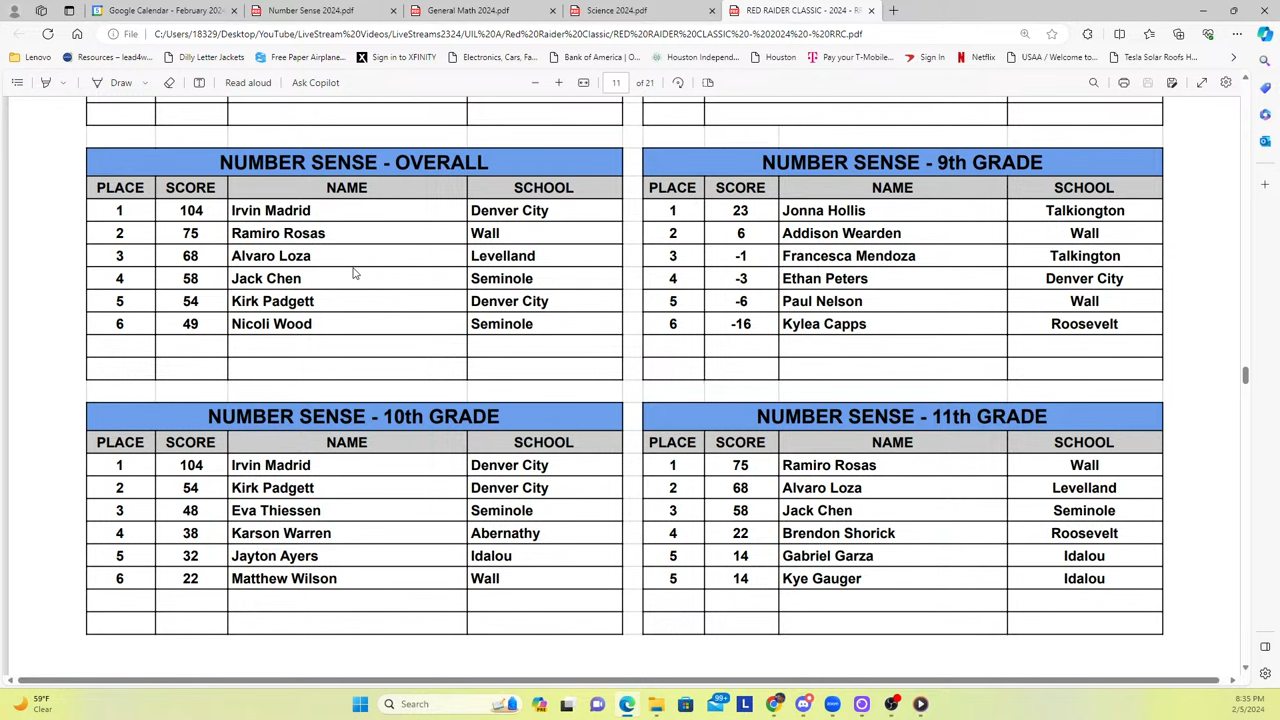 Google Calendar - February 2024
Number Sense 2024.pdf
General Math 2024.pdf
Science 2024.pdf
RED RAIDER CLASSIC - 2024 - RR
File C:/Users/18329/Desktop/YouTube/LiveStream%20Videos/LiveStreams2324/UIL%20A/Red%20Raider%20Classic/RED%20RAIDER%20CLASSIC%20-%202024%20-%20RRC.pdf
Lenovo Resources – lead4w... Dilly Letter Jackets Free Paper Airplane... Sign in to XFINITY Electronics, Cars, Fa... Bank of America | O... Houston Independ... Houston Pay your T-Mobile... Sign In Netflix USAA / Welcome to... Tesla Solar Roofs H...
Draw Read aloud Ask Copilot 11 of 21
NUMBER SENSE - OVERALL
PLACE SCORE NAME SCHOOL
1 104 Irvin Madrid Denver City
2 75 Ramiro Rosas Wall
3 68 Alvaro Loza Levelland
4 58 Jack Chen Seminole
5 54 Kirk Padgett Denver City
6 49 Nicoli Wood Seminole
NUMBER SENSE - 9th GRADE
PLACE SCORE NAME SCHOOL
1 23 Jonna Hollis Talkiongton
2 6 Addison Wearden Wall
3 -1 Francesca Mendoza Talkington
4 -3 Ethan Peters Denver City
5 -6 Paul Nelson Wall
6 -16 Kylea Capps Roosevelt
NUMBER SENSE - 10th GRADE
PLACE SCORE NAME SCHOOL
1 104 Irvin Madrid Denver City
2 54 Kirk Padgett Denver City
3 48 Eva Thiessen Seminole
4 38 Karson Warren Abernathy
5 32 Jayton Ayers Idalou
6 22 Matthew Wilson Wall
NUMBER SENSE - 11th GRADE
PLACE SCORE NAME SCHOOL
1 75 Ramiro Rosas Wall
2 68 Alvaro Loza Levelland
3 58 Jack Chen Seminole
4 22 Brendon Shorick Roosevelt
5 14 Gabriel Garza Idalou
5 14 Kye Gauger Idalou
59°F
Clear
Search
99+
8:35 PM
2/5/2024